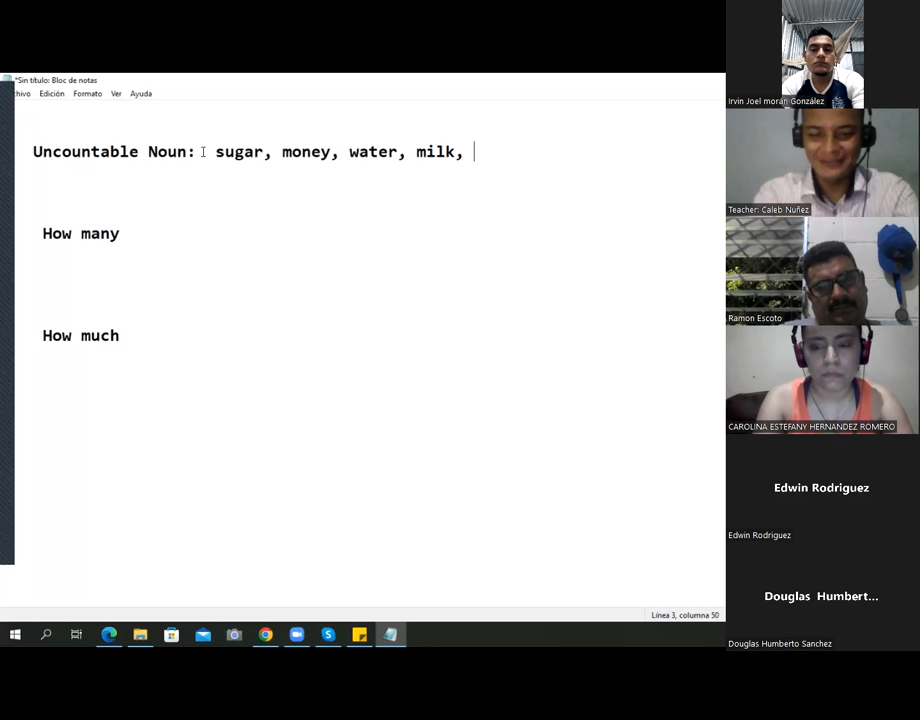 *Sin título: Bloc de notas
chivo Edición Formato Ver Ayuda
Uncountable Noun: sugar, money, water, milk,
How many
How much
Línea 3, columna 50
Irvin Joel morán González
Teacher: Caleb Nuñez
Ramon Escoto
CAROLINA ESTEFANY HERNANDEZ ROMERO
Edwin Rodriguez
Edwin Rodriguez
Douglas Humbert...
Douglas Humberto Sanchez